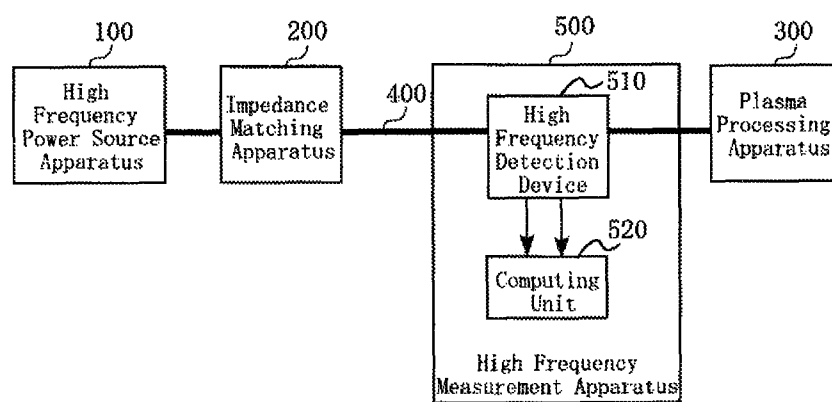 100
High
Frequency
Power Source
Apparatus
200
Impedance
Matching
Apparatus
400
500
510
High
Frequency
Detection
Device
520
Computing
Unit
High Frequency
Measurement Apparatus
300
Plasma
Processing
Apparatus